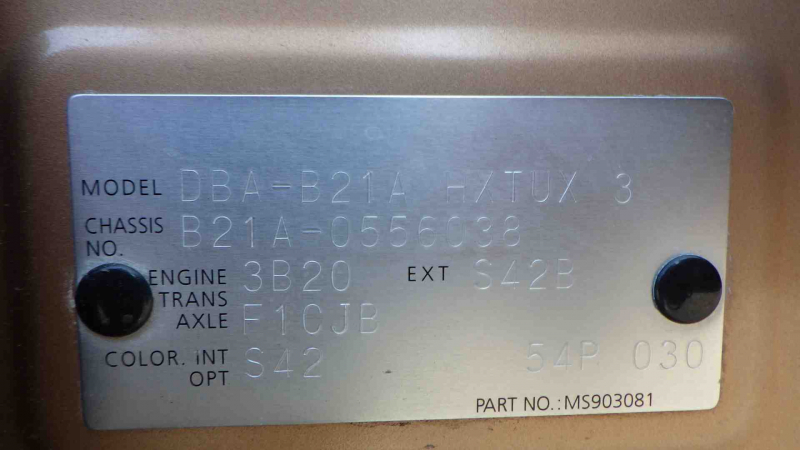 MODEL DBA-B21A HXTUX 3
CHASSIS NO. B21A-0556038
ENGINE 3B20 EXT S42B
TRANS AXLE F1CJB
COLOR. INT OPT S42 54P 030
PART NO.: MS903081